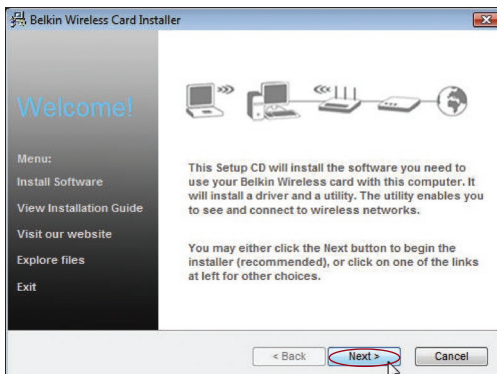 Belkin Wireless Card Installer
Welcome!
Menu:
Install Software
View Installation Guide
Visit our website
Explore files
Exit
This Setup CD will install the software you need to
use your Belkin Wireless card with this computer. It
will install a driver and a utility. The utility enables you
to see and connect to wireless networks.
You may either click the Next button to begin the
installer (recommended), or click on one of the links
at left for other choices.
< Back
Next >
Cancel